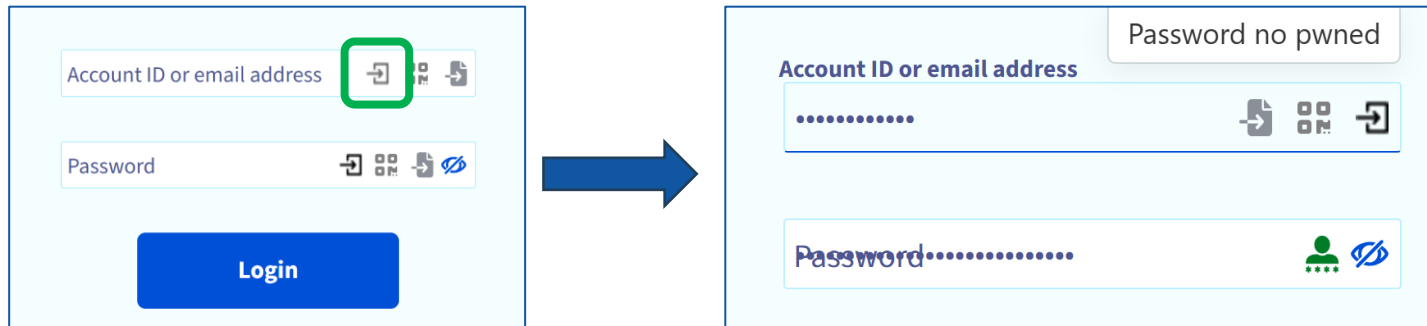 Account ID or email address
Password
Login
Password no pwned
Account ID or email address
••••••••••••
Password